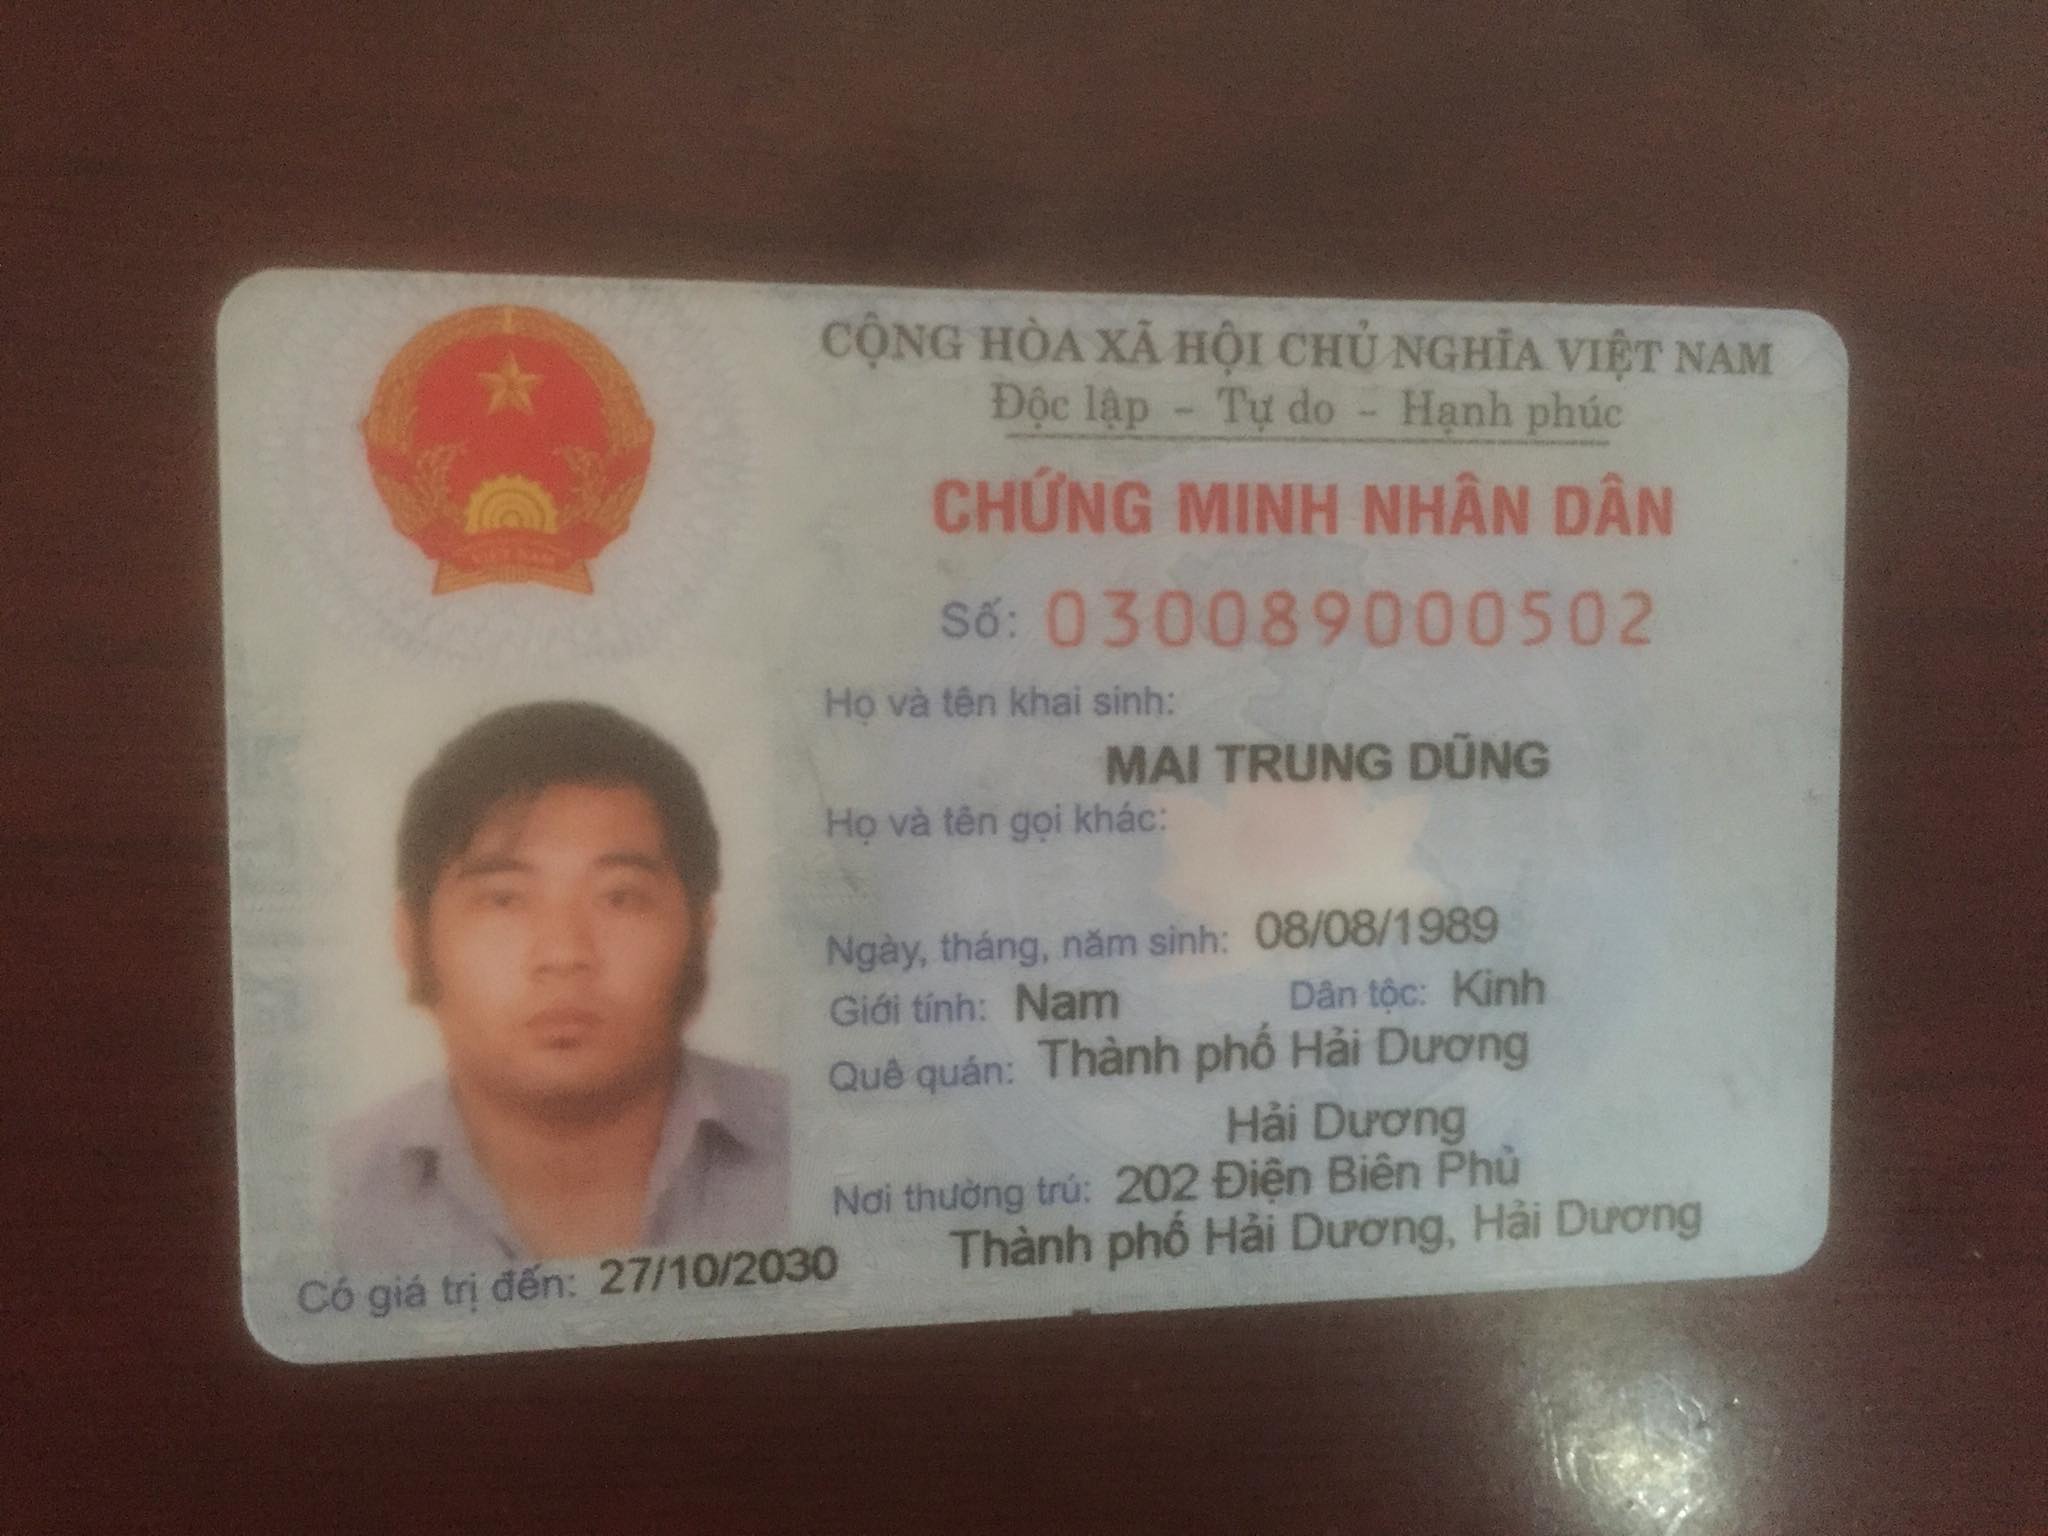 CỘNG HÒA XÃ HỘI CHỦ NGHĨA VIỆT NAM
Độc lập - Tự do - Hạnh phúc
CHỨNG MINH NHÂN DÂN
Số: 030089000502
Họ và tên khai sinh:
MAI TRUNG DŨNG
Họ và tên gọi khác:
Ngày, tháng, năm sinh: 08/08/1989
Giới tính: Nam Dân tộc: Kinh
Quê quán: Thành phố Hải Dương
Hải Dương
Nơi thường trú: 202 Điện Biên Phủ
Thành phố Hải Dương, Hải Dương
Có giá trị đến: 27/10/2030
VIỆT NAM